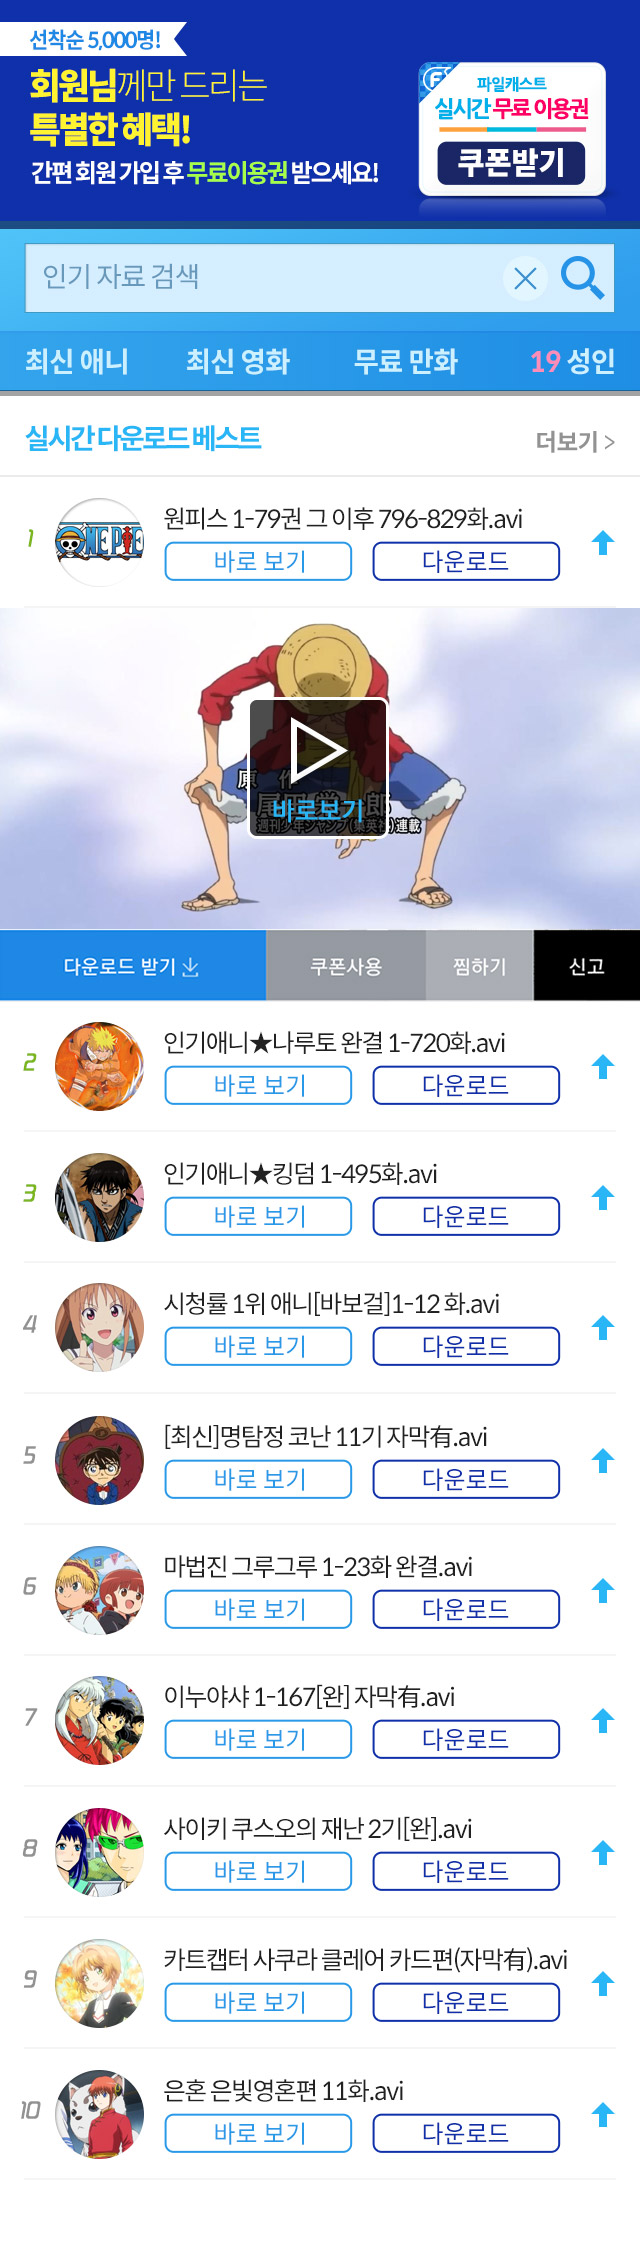 선착순 5,000명!
회원님께만 드리는
특별한 혜택!
간편 회원 가입 후 무료이용권 받으세요!
파일캐스트
실시간 무료 이용권
쿠폰받기
인기 자료 검색
최신 애니 최신 영화 무료 만화 19 성인
실시간 다운로드 베스트 더보기 >
1 원피스 1-79권 그 이후 796-829화.avi
ONE PIE
바로 보기 다운로드
原 作
尾田栄一郎
바로보기
週刊少年ジャンプ(集英社)連載
다운로드 받기 쿠폰사용 찜하기 신고
2 인기애니★나루토 완결 1-720화.avi
바로 보기 다운로드
3 인기애니★킹덤 1-495화.avi
바로 보기 다운로드
4 시청률 1위 애니[바보걸]1-12 화.avi
바로 보기 다운로드
5 [최신]명탐정 코난 11기 자막有.avi
바로 보기 다운로드
6 마법진 그루그루 1-23화 완결.avi
바로 보기 다운로드
7 이누야샤 1-167[완] 자막有.avi
바로 보기 다운로드
8 사이키 쿠스오의 재난 2기[완].avi
바로 보기 다운로드
9 카트캡터 사쿠라 클레어 카드편(자막有).avi
바로 보기 다운로드
10 은혼 은빛영혼편 11화.avi
바로 보기 다운로드